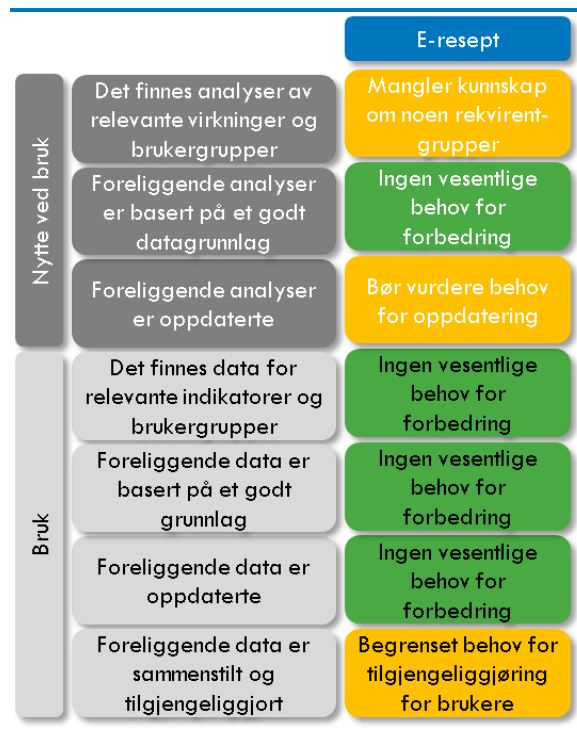 E-resept
Nytte ved bruk
Det finnes analyser av
relevante virkninger og
brukergrupper
Mangler kunnskap
om noen rekvirent-
grupper
Foreliggende analyser
er basert på et godt
datagrunnlag
Ingen vesentlige
behov for
forbedring
Foreliggende analyser
er oppdaterte
Bør vurdere behov
for oppdatering
Bruk
Det finnes data for
relevante indikatorer og
brukergrupper
Ingen vesentlige
behov for
forbedring
Foreliggende data er
basert på et godt
grunnlag
Ingen vesentlige
behov for
forbedring
Foreliggende data er
oppdaterte
Ingen vesentlige
behov for
forbedring
Foreliggende data er
sammenstilt og
tilgjengeliggjort
Begrenset behov for
tilgjengeliggjøring
for brukere